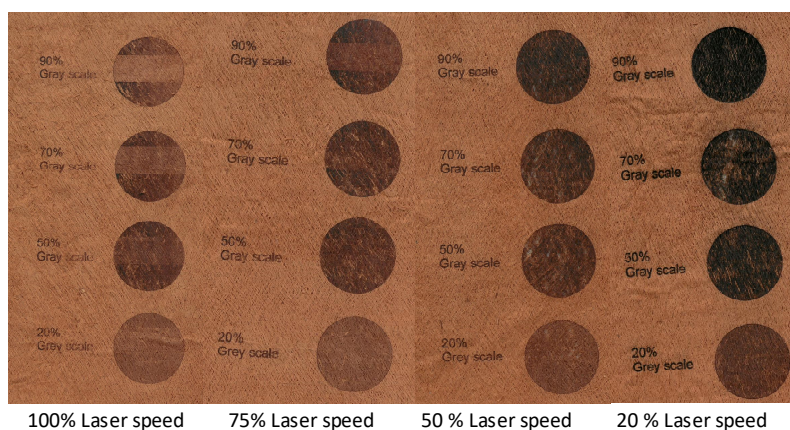 90%
Gray scale
90%
Gray scale
90%
Gray scale
90%
Gray scale
70%
Gray scale
70%
Gray scale
70%
Gray scale
70%
Gray scale
50%
Gray scale
50%
Gray scale
50%
Gray scale
50%
Gray scale
20%
Grey scale
20%
Grey scale
20%
Grey scale
20%
Grey scale
100% Laser speed
75% Laser speed
50 % Laser speed
20 % Laser speed